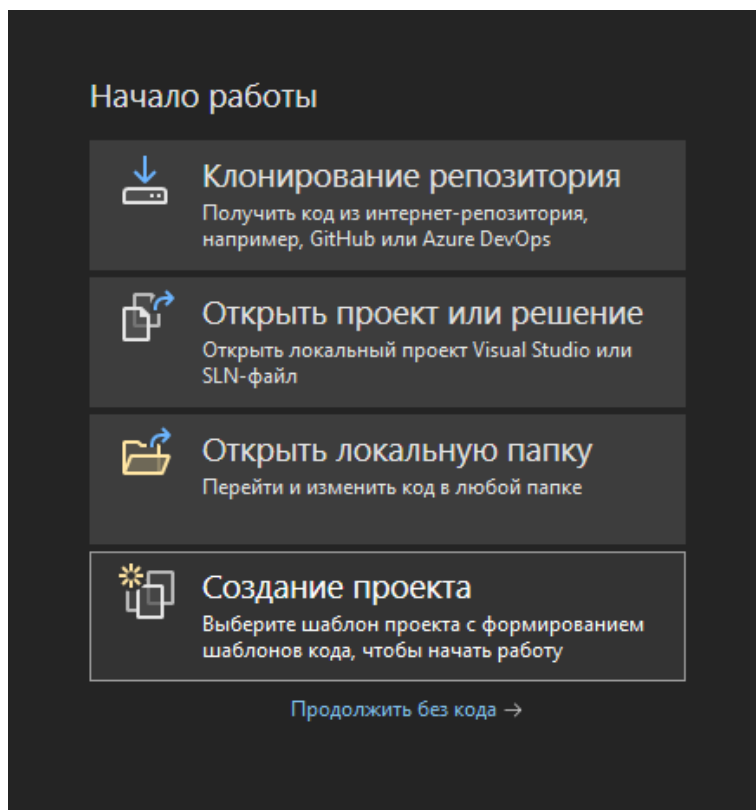 Начало работы
Клонирование репозитория
Получить код из интернет-репозитория,
например, GitHub или Azure DevOps
Открыть проект или решение
Открыть локальный проект Visual Studio или
SLN-файл
Открыть локальную папку
Перейти и изменить код в любой папке
Создание проекта
Выберите шаблон проекта с формированием
шаблонов кода, чтобы начать работу
Продолжить без кода →